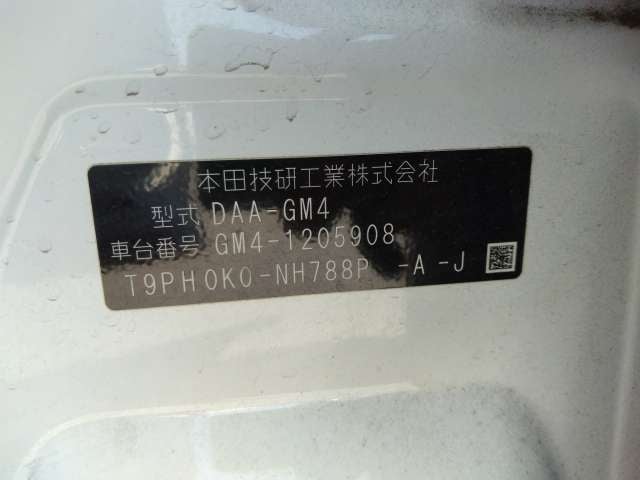 本田技研工業株式会社
型式 DAA-GM4
車台番号 GM4-1205908
T9PH0K0-NH788P -A -J